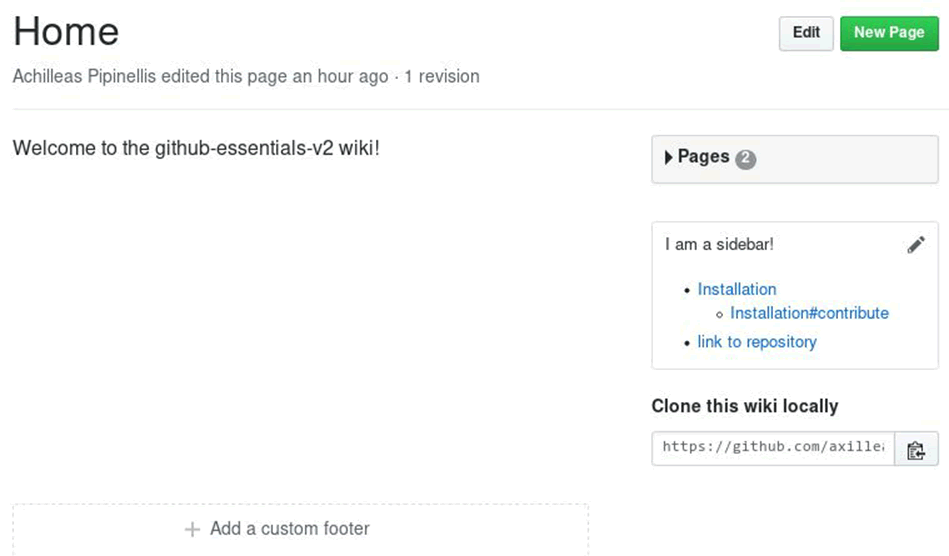 Home
Edit
New Page
Achilleas Pipinellis edited this page an hour ago · 1 revision
Welcome to the github-essentials-v2 wiki!
Pages 2
I am a sidebar!
Installation
Installation#contribute
link to repository
Clone this wiki locally
https://github.com/axille
Add a custom footer